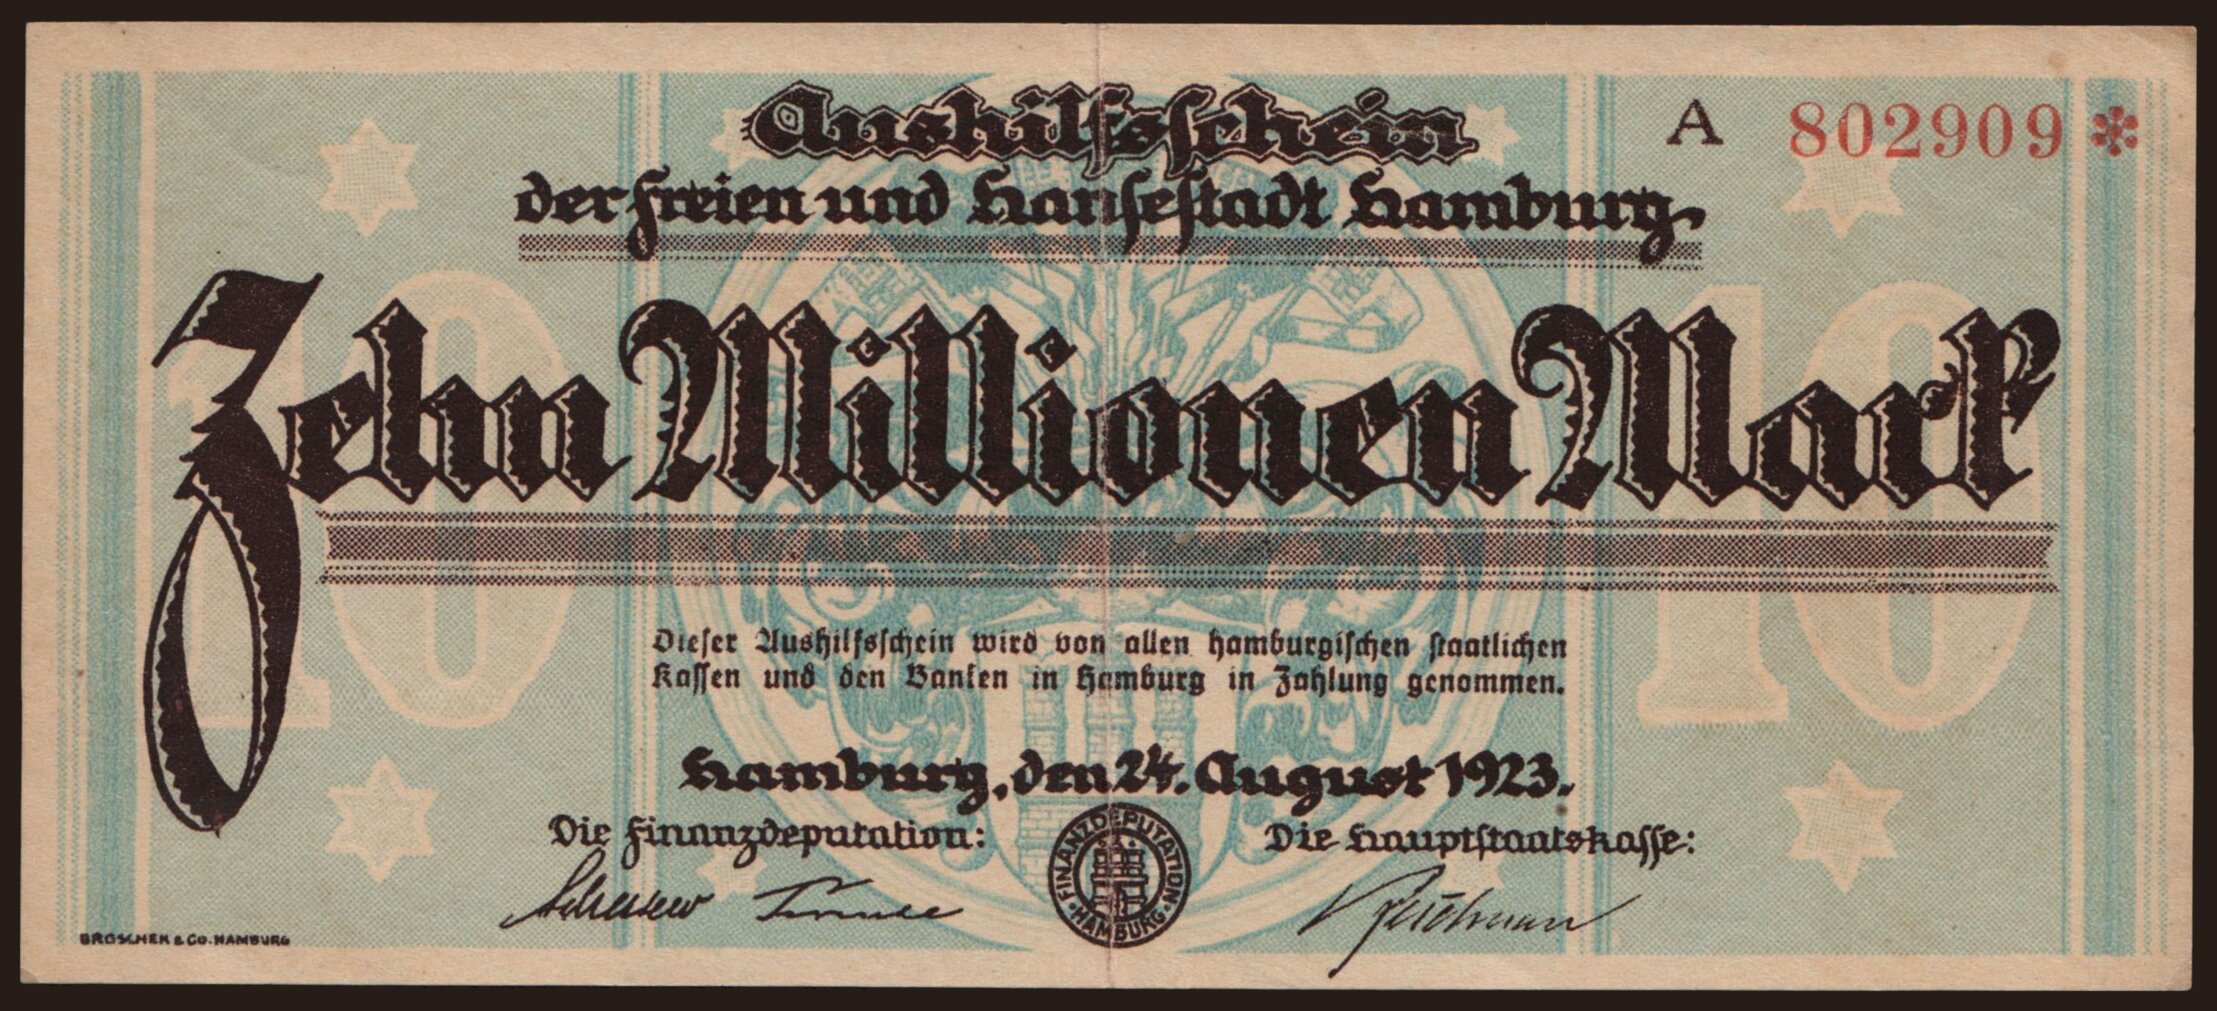 Aushilfsschein
A 802909 *
der freien und Hansestadt Hamburg.
10 10
Zehn Millionen Mark
Dieser Aushilfsschein wird von allen hamburgischen staatlichen
Kassen und den Banken in Hamburg in Zahlung genommen.
Hamburg, den 24. August 1923.
Die Finanzdeputation:
Die Hauptstaatskasse:
FINANZDEPUTATION
HAMBURG
BROSCHEK & CO. HAMBURG